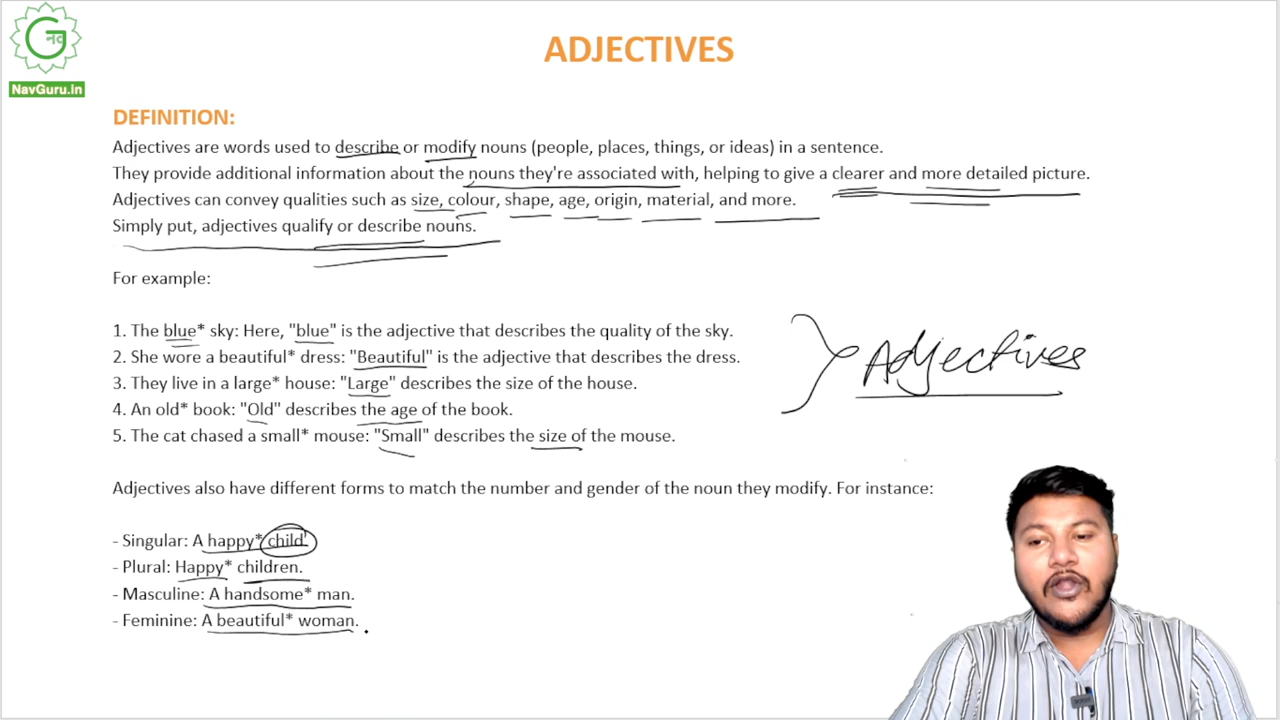 नव
NavGuru.in
ADJECTIVES
DEFINITION:
Adjectives are words used to describe or modify nouns (people, places, things, or ideas) in a sentence.
They provide additional information about the nouns they're associated with, helping to give a clearer and more detailed picture.
Adjectives can convey qualities such as size, colour, shape, age, origin, material, and more.
Simply put, adjectives qualify or describe nouns.
For example:
1. The blue* sky: Here, "blue" is the adjective that describes the quality of the sky.
2. She wore a beautiful* dress: "Beautiful" is the adjective that describes the dress.
3. They live in a large* house: "Large" describes the size of the house.
4. An old* book: "Old" describes the age of the book.
5. The cat chased a small* mouse: "Small" describes the size of the mouse.
Adjectives
Adjectives also have different forms to match the number and gender of the noun they modify. For instance:
- Singular: A happy* child.
- Plural: Happy* children.
- Masculine: A handsome* man.
- Feminine: A beautiful* woman.